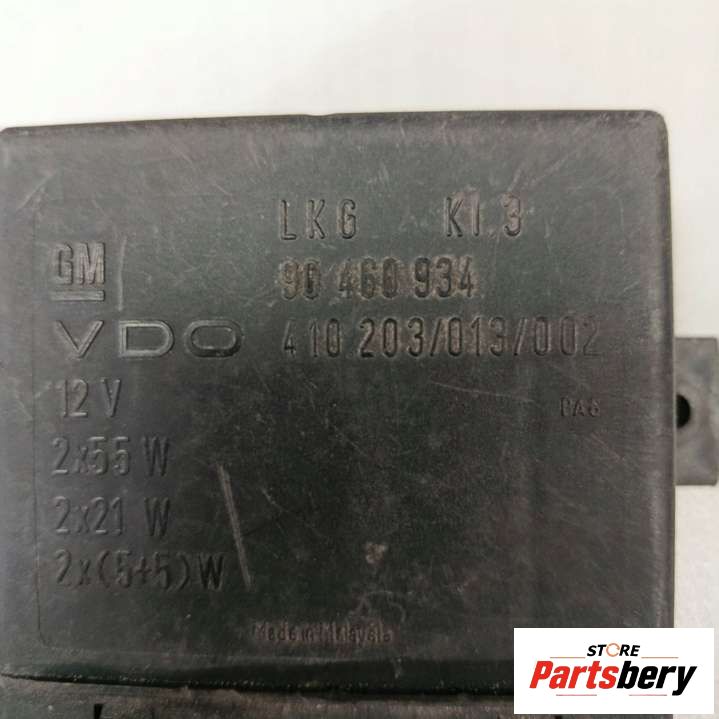 LKG KI.3
GM 90 460 934
VDO 410 203/013/002
12 V PA6
2x55 W
2x21 W
2x(5+5)W
Made in Malaysia
STORE
Partsbery